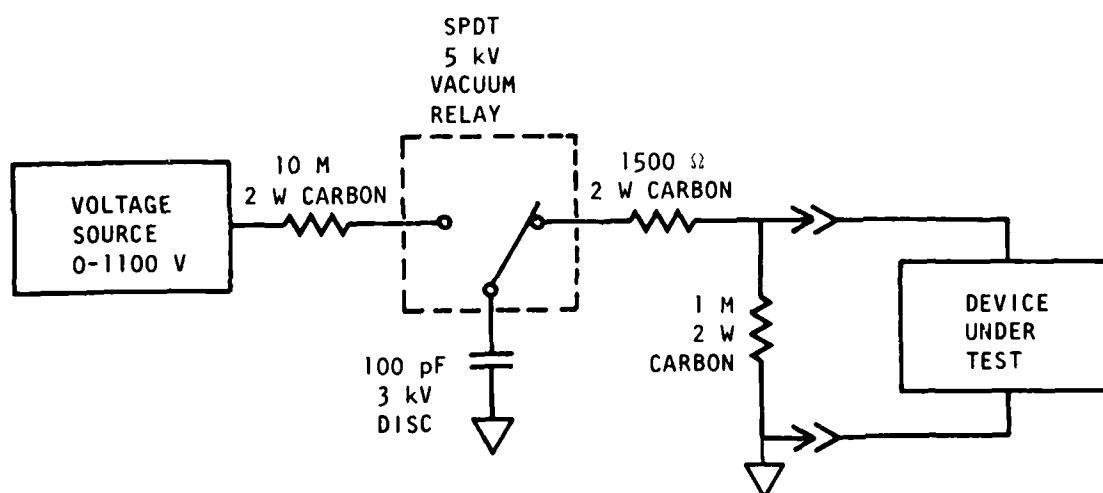 SPDT
5 kV
VACUUM
RELAY
10 M
2 W CARBON
1500 Ω
2 W CARBON
VOLTAGE
SOURCE
0-1100 V
1 M
2 W
CARBON
DEVICE
UNDER
TEST
100 pF
3 kV
DISC